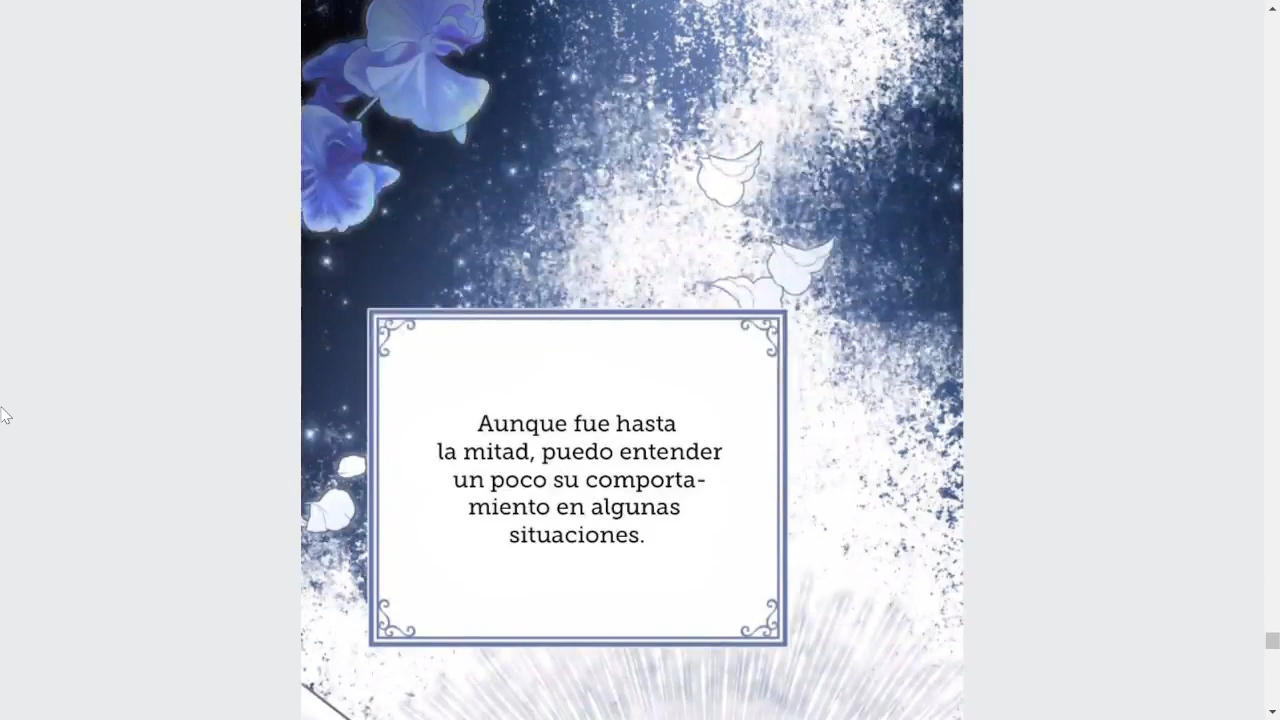 Aunque fue hasta
la mitad, puedo entender
un poco su comporta-
miento en algunas
situaciones.